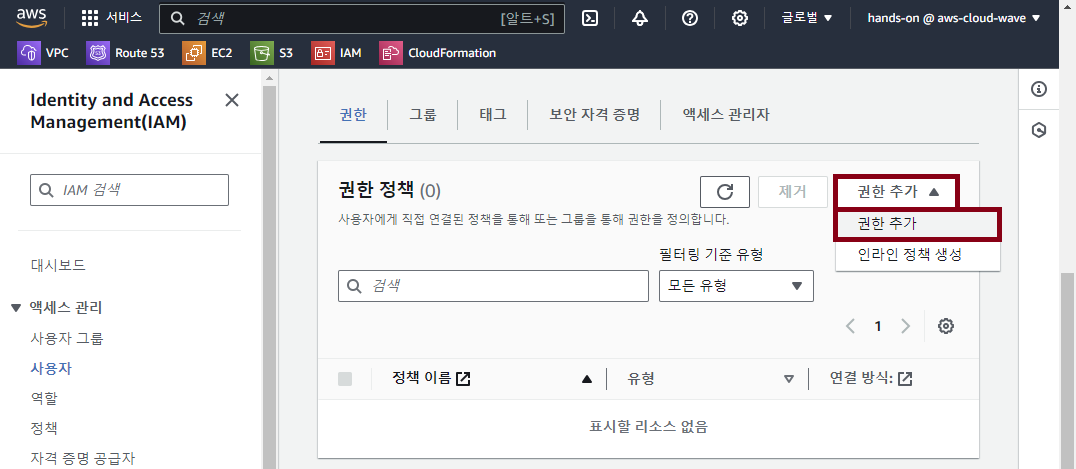 aws 서비스 검색 [알트+S] 글로벌 hands-on @ aws-cloud-wave
VPC Route 53 EC2 S3 IAM CloudFormation
Identity and Access
Management(IAM)
IAM 검색
대시보드
액세스 관리
사용자 그룹
사용자
역할
정책
자격 증명 공급자
권한 그룹 태그 보안 자격 증명 액세스 관리자
권한 정책 (0) 제거 권한 추가
사용자에게 직접 연결된 정책을 통해 또는 그룹을 통해 권한을 정의합니다.
권한 추가
인라인 정책 생성
필터링 기준 유형
검색 모든 유형
1
정책 이름 유형 연결 방식:
표시할 리소스 없음